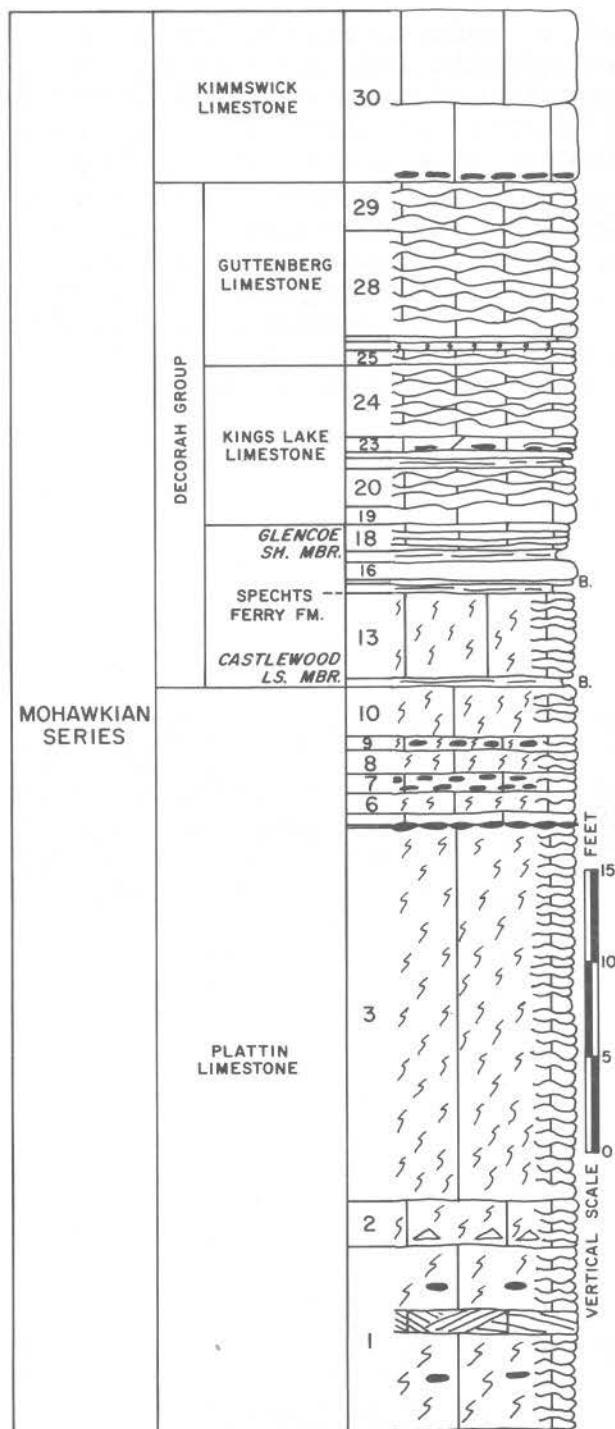 KIMMSWICK
LIMESTONE
30
29
GUTTENBERG
LIMESTONE
28
25
24
DECORAH GROUP
KINGS LAKE
LIMESTONE
23
20
19
GLENCOE
SH. MBR.
18
16
B.
SPECHTS --
FERRY FM.
13
CASTLEWOOD
LS. MBR.
B.
MOHAWKIAN
SERIES
10
9
8
7
6
3
PLATTIN
LIMESTONE
2
1
15
10
5
0
VERTICAL SCALE FEET